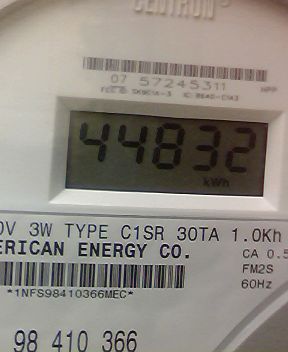 CENTRON
07 57245311
44832
kWh
0V 3W TYPE C1SR 30TA 1.0Kh
ERICAN ENERGY CO.
CA 0.5
FM2S
60Hz
*1NFS98410366MEC*
98 410 366